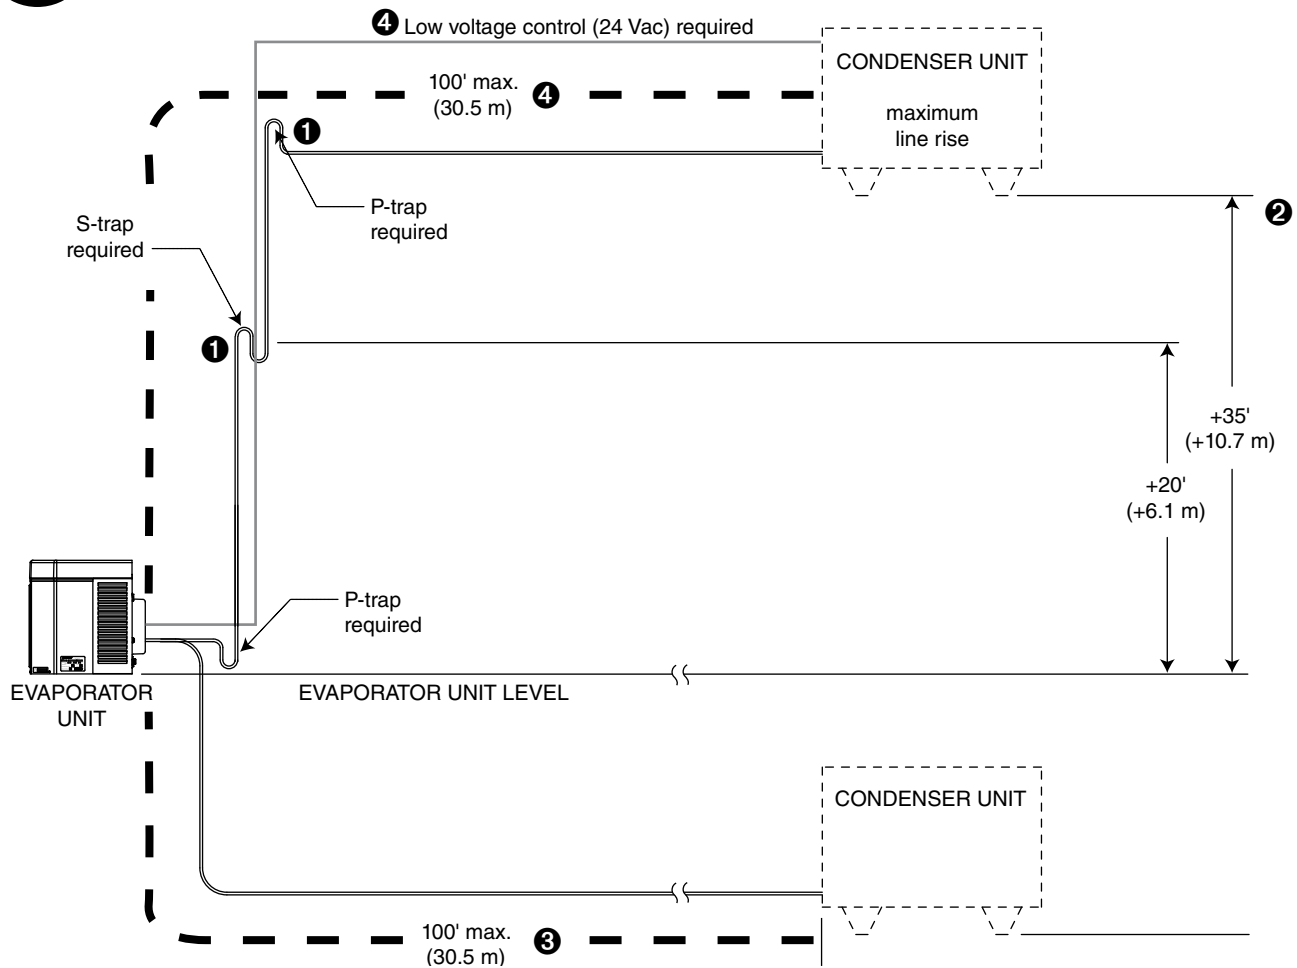 ❹ Low voltage control (24 Vac) required
CONDENSER UNIT
maximum
line rise
100' max.
(30.5 m) ❹
❶
P-trap
required
❷
S-trap
required
❶
+35'
(+10.7 m)
+20'
(+6.1 m)
P-trap
required
EVAPORATOR
UNIT
EVAPORATOR UNIT LEVEL
CONDENSER UNIT
100' max.
(30.5 m) ❸